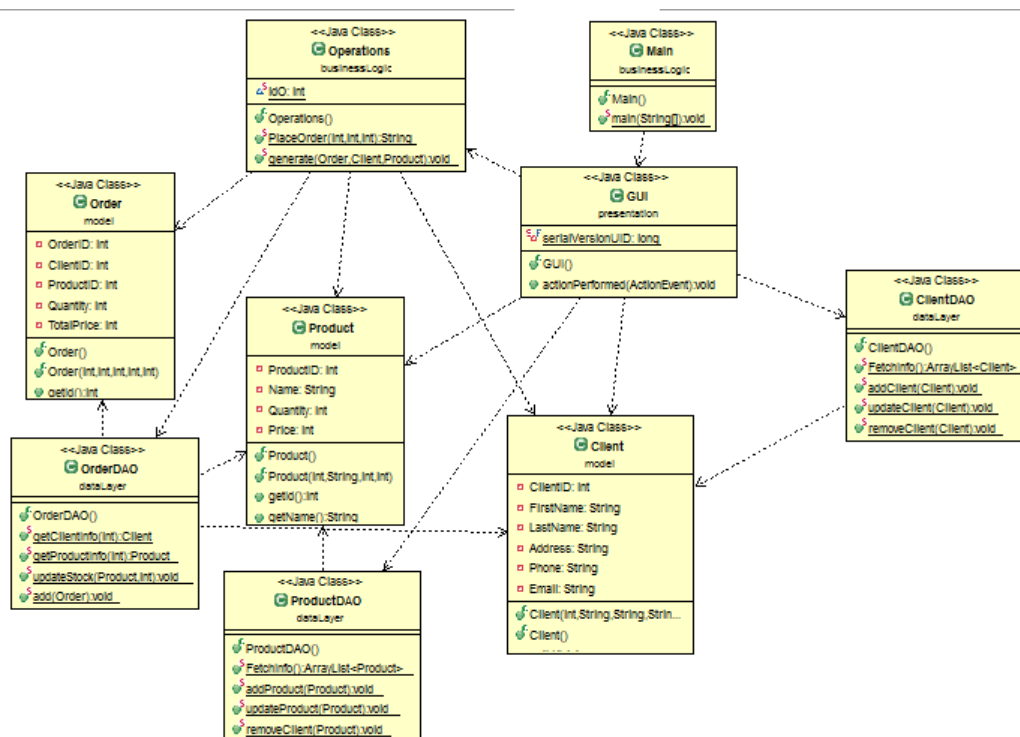 <<Java Class>>
Operations
businessLogic
idO: int
Operations()
PlaceOrder(int,int,int):String
generate(Order,Client,Product):void
<<Java Class>>
Main
businessLogic
Main()
main(String[]):void
<<Java Class>>
Order
model
OrderID: int
ClientID: int
ProductID: int
Quantity: int
TotalPrice: int
Order()
Order(int,int,int,int,int)
getId():int
<<Java Class>>
GUI
presentation
serialVersionUID: long
GUI()
actionPerformed(ActionEvent):void
<<Java Class>>
ClientDAO
dataLayer
ClientDAO()
FetchInfo():ArrayList<Client>
addClient(Client):void
updateClient(Client):void
removeClient(Client):void
<<Java Class>>
Product
model
ProductID: int
Name: String
Quantity: int
Price: int
Product()
Product(int,String,int,int)
getId():int
getName():String
<<Java Class>>
OrderDAO
dataLayer
OrderDAO()
getClientInfo(int):Client
getProductInfo(int):Product
updateStock(Product,int):void
add(Order):void
<<Java Class>>
Client
model
ClientID: int
FirstName: String
LastName: String
Address: String
Phone: String
Email: String
Client(int,String,String,Strin...
Client()
<<Java Class>>
ProductDAO
dataLayer
ProductDAO()
FetchInfo():ArrayList<Product>
addProduct(Product):void
updateProduct(Product):void
removeClient(Product):void